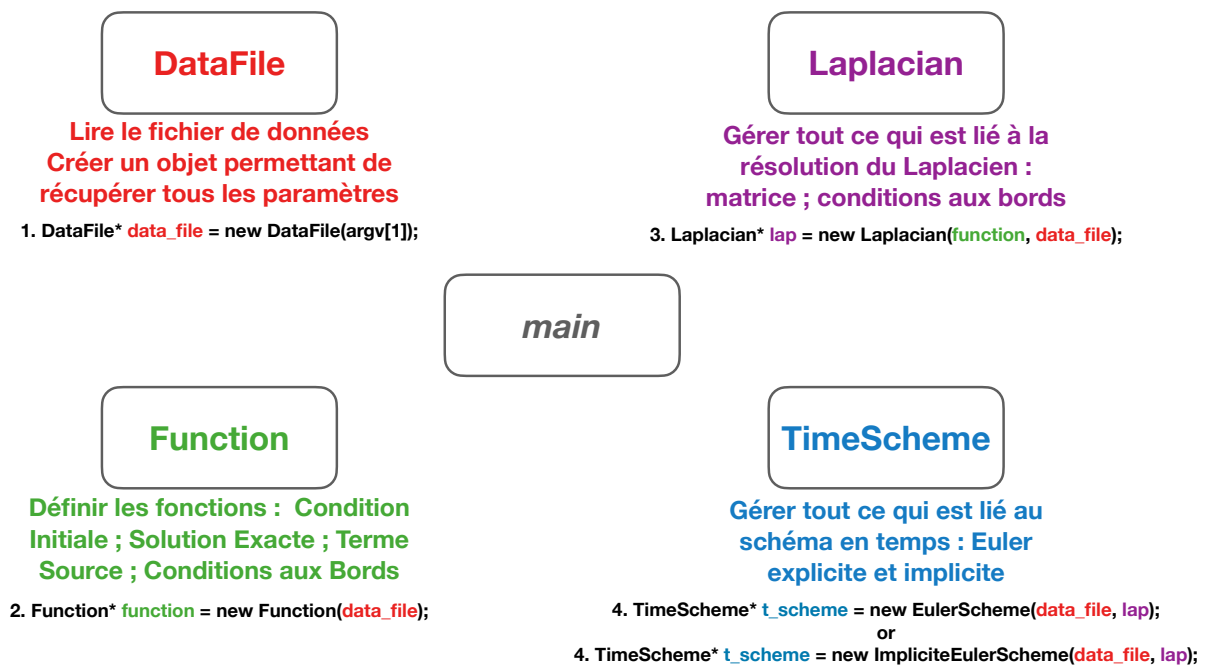 DataFile
Lire le fichier de données
Créer un objet permettant de
récupérer tous les paramètres
1. DataFile* data_file = new DataFile(argv[1]);
Laplacian
Gérer tout ce qui est lié à la
résolution du Laplacien :
matrice ; conditions aux bords
3. Laplacian* lap = new Laplacian(function, data_file);
main
Function
Définir les fonctions : Condition
Initiale ; Solution Exacte ; Terme
Source ; Conditions aux Bords
2. Function* function = new Function(data_file);
TimeScheme
Gérer tout ce qui est lié au
schéma en temps : Euler
explicite et implicite
4. TimeScheme* t_scheme = new EulerScheme(data_file, lap);
or
4. TimeScheme* t_scheme = new ImpliciteEulerScheme(data_file, lap);